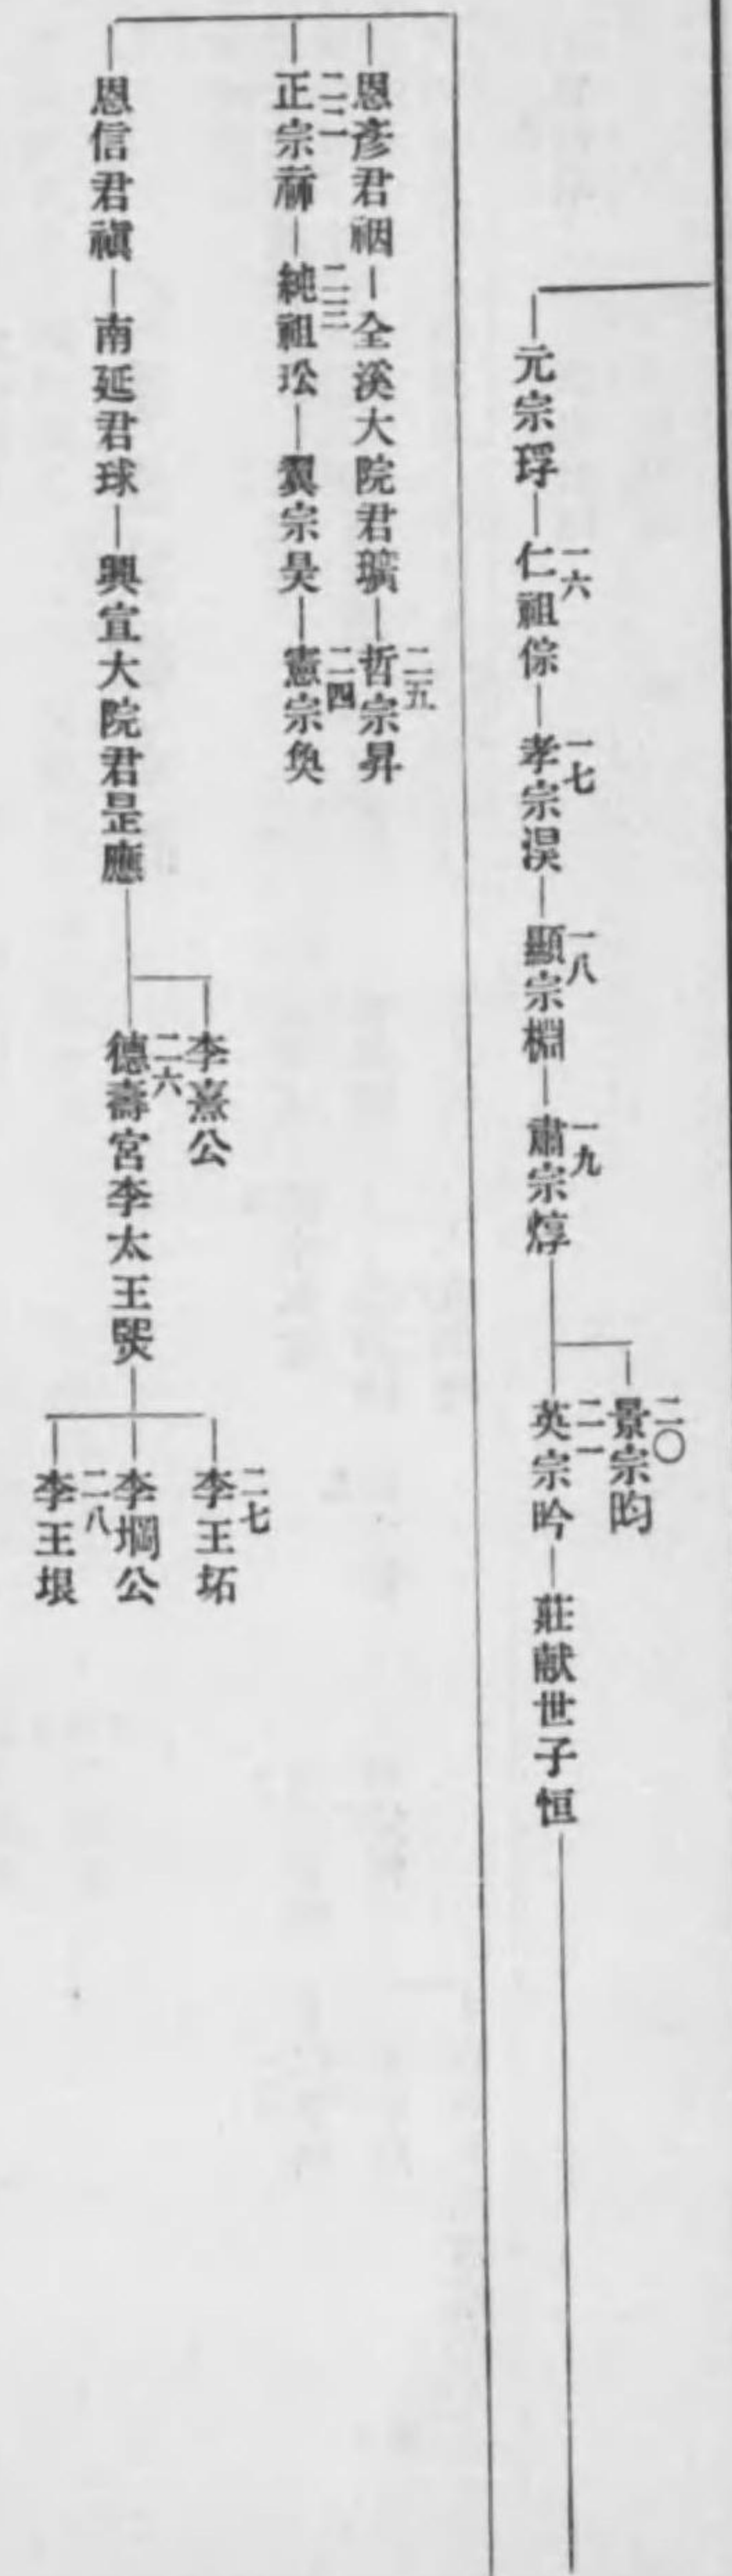 元宗琈―仁祖倧―孝宗淏―顯宗棩―肅宗焞
一六
一七
一八
一九
景宗昀
二〇
英宗昑―莊献世子恒
二一
恩彥君裀―全溪大院君㼅―哲宗昇
二五
正宗祘―純祖玜―翼宗旲―憲宗奐
二二
二三
二四
恩信君禛―南延君球―興宣大院君昰應
李熹公
德壽宮李太王㷩
二六
李王坧
二七
李堈公
李王垠
二八